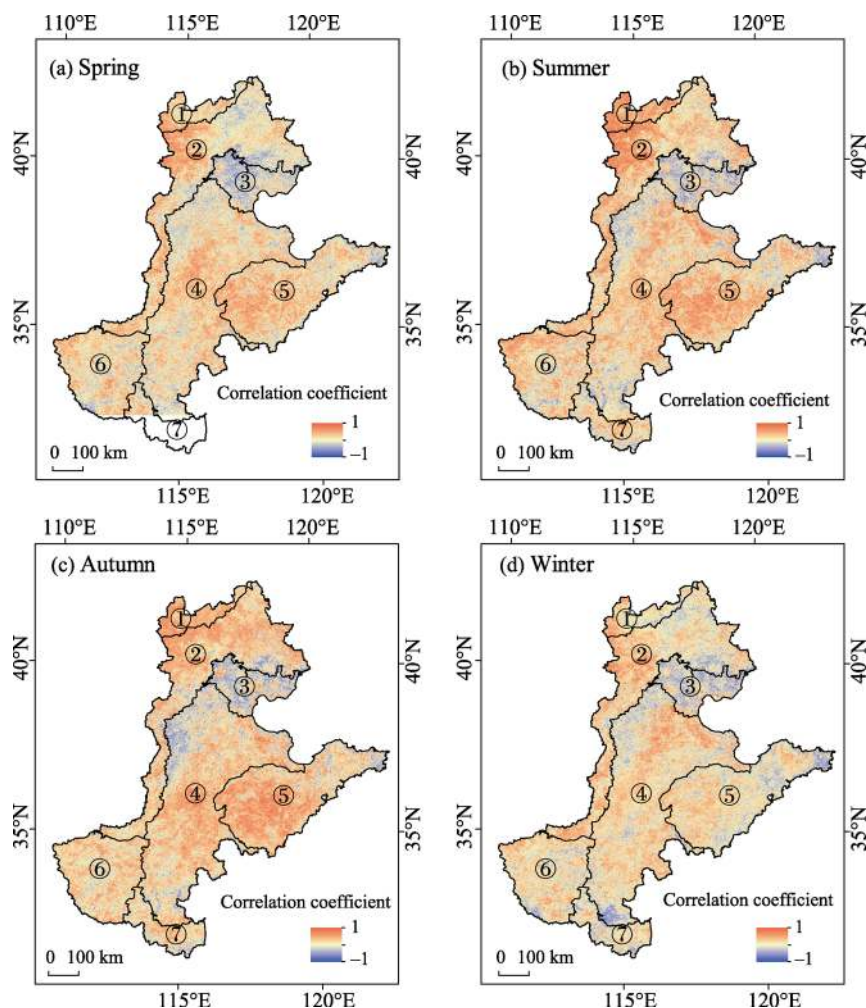 110°E 115°E 120°E
(a) Spring
①
②
③
④
⑤
⑥
⑦
40°N 40°N
35°N 35°N
Correlation coefficient
1
−1
0 100 km
115°E 120°E
110°E 115°E 120°E
(b) Summer
①
②
③
④
⑤
⑥
⑦
40°N 40°N
35°N 35°N
Correlation coefficient
1
−1
0 100 km
115°E 120°E
110°E 115°E 120°E
(c) Autumn
①
②
③
④
⑤
⑥
⑦
40°N 40°N
35°N 35°N
Correlation coefficient
1
−1
0 100 km
115°E 120°E
110°E 115°E 120°E
(d) Winter
①
②
③
④
⑤
⑥
⑦
40°N 40°N
35°N 35°N
Correlation coefficient
1
−1
0 100 km
115°E 120°E